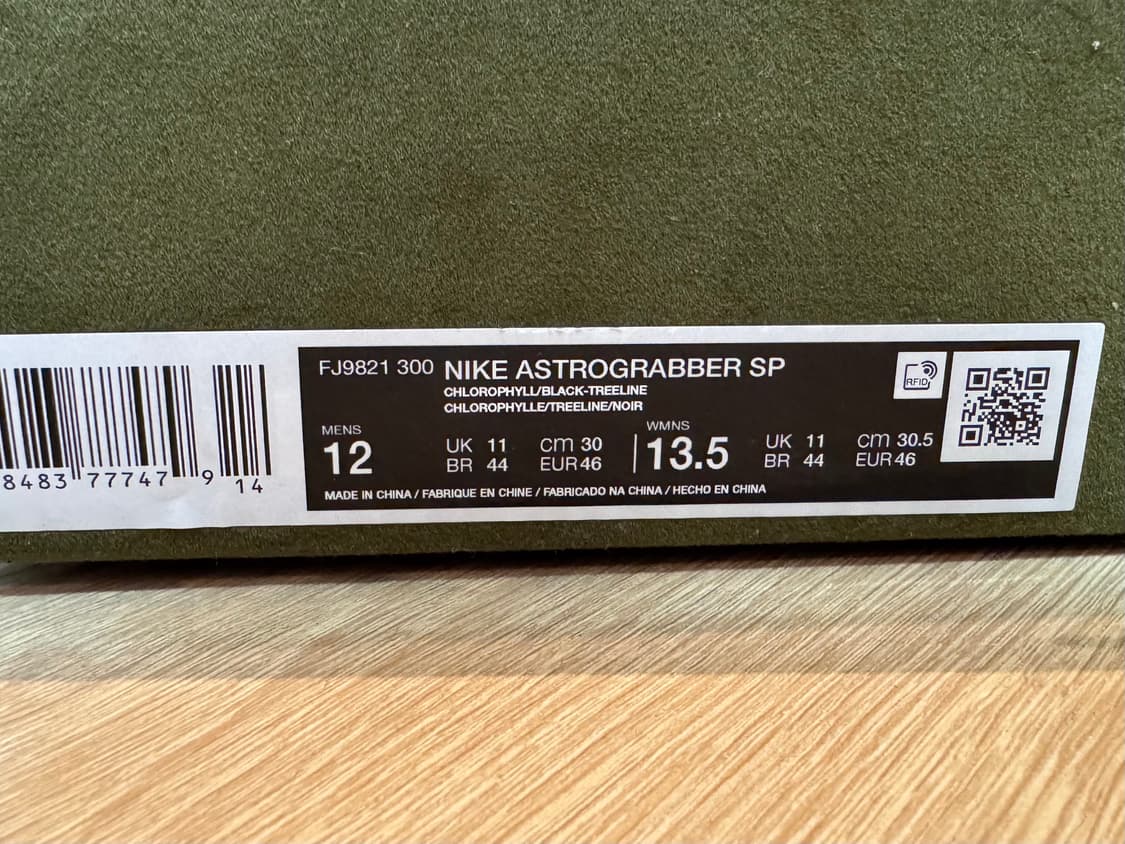 8483 77747 9 14
FJ9821 300 NIKE ASTROGRABBER SP
CHLOROPHYLL/BLACK-TREELINE
CHLOROPHYLLE/TREELINE/NOIR
RFID
MENS
12
UK 11 cm 30
BR 44 EUR 46
WMNS
13.5
UK 11 cm 30.5
BR 44 EUR 46
MADE IN CHINA / FABRIQUE EN CHINE / FABRICADO NA CHINA / HECHO EN CHINA